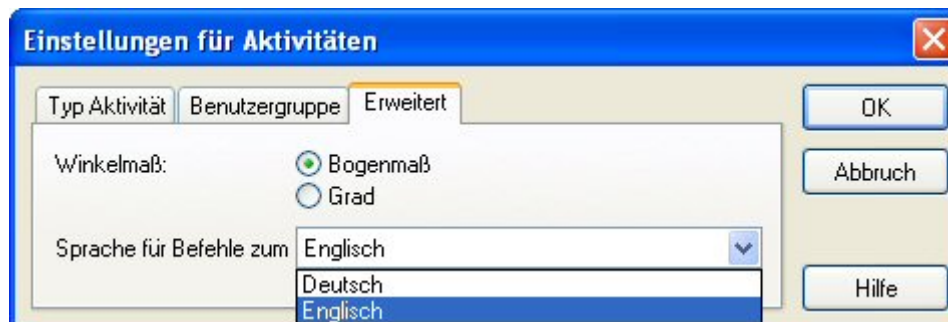 Einstellungen für Aktivitäten
Typ Aktivität Benutzergruppe Erweitert
OK
Winkelmaß: Bogenmaß
Abbruch
Grad
Sprache für Befehle zum Englisch
Deutsch
Hilfe
Englisch